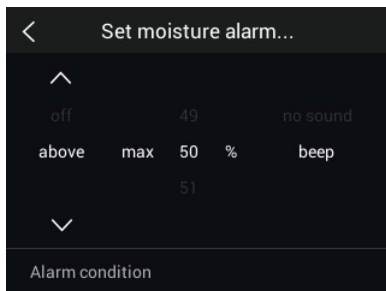 Set moisture alarm...
off 49 no sound
above max 50 % beep
51
Alarm condition